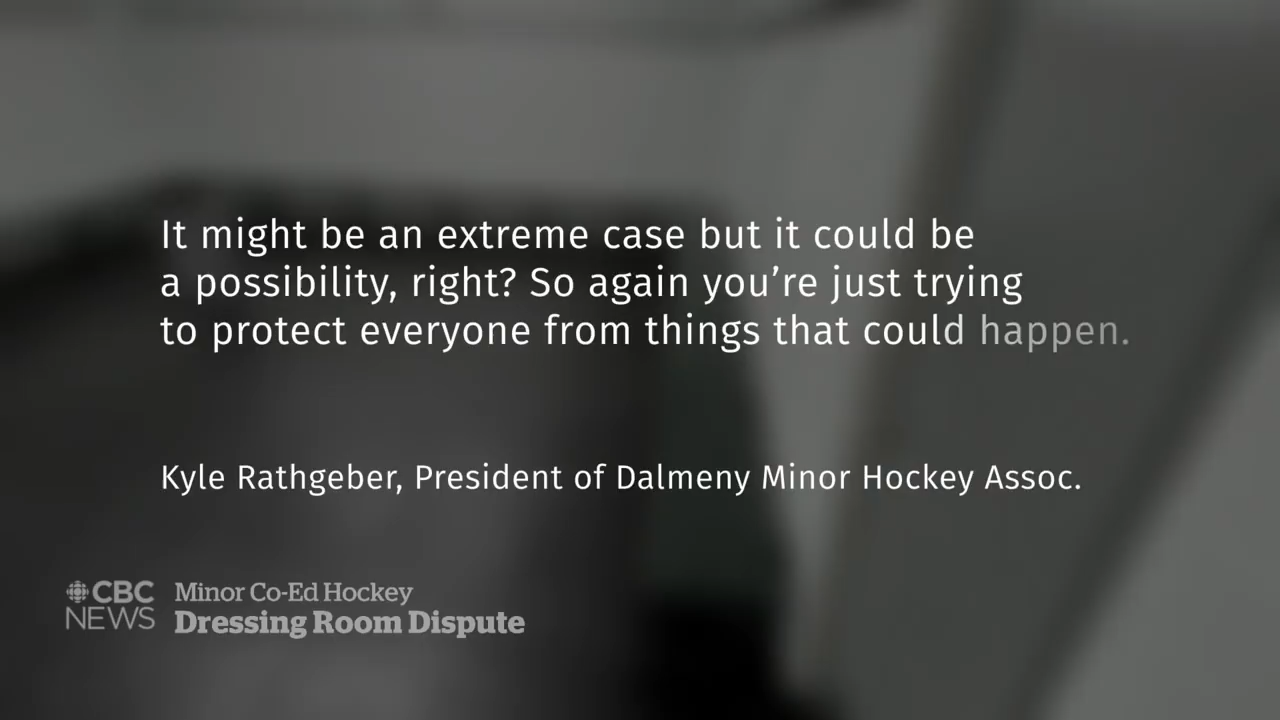 It might be an extreme case but it could be
a possibility, right? So again you’re just trying
to protect everyone from things that could happen.
Kyle Rathgeber, President of Dalmeny Minor Hockey Assoc.
CBC
NEWS
Minor Co-Ed Hockey
Dressing Room Dispute